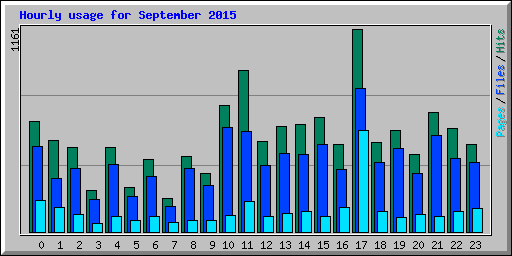 Hourly usage for September 2015
1161
Pages/Files/Hits
0 1 2 3 4 5 6 7 8 9 10 11 12 13 14 15 16 17 18 19 20 21 22 23